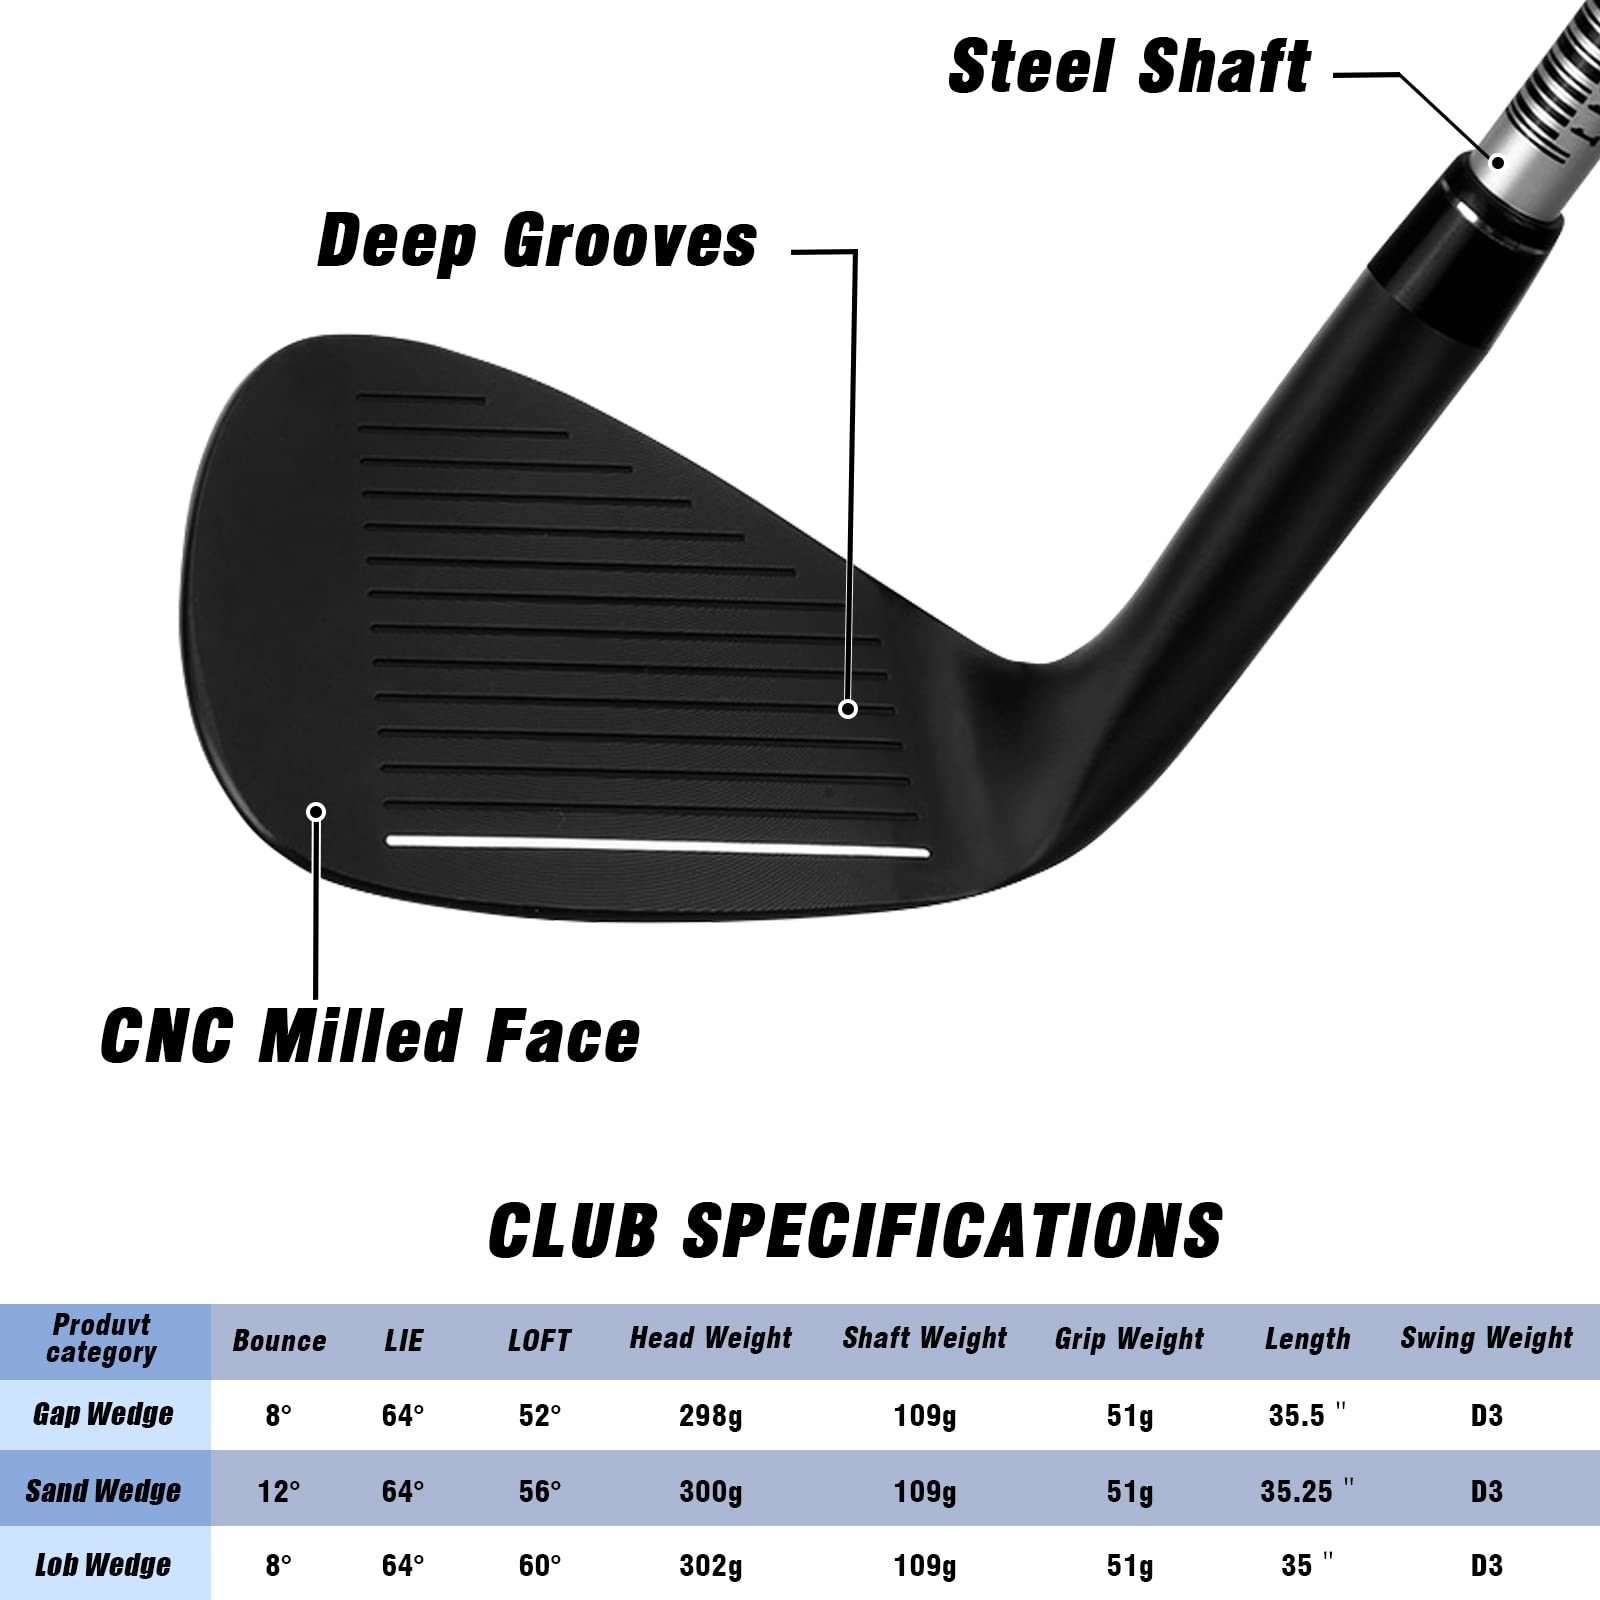 Steel Shaft
Deep Grooves
CNC Milled Face
CLUB SPECIFICATIONS
Produvt category Bounce LIE LOFT Head Weight Shaft Weight Grip Weight Length Swing Weight
Gap Wedge 8° 64° 52° 298g 109g 51g 35.5 " D3
Sand Wedge 12° 64° 56° 300g 109g 51g 35.25 " D3
Lob Wedge 8° 64° 60° 302g 109g 51g 35 " D3